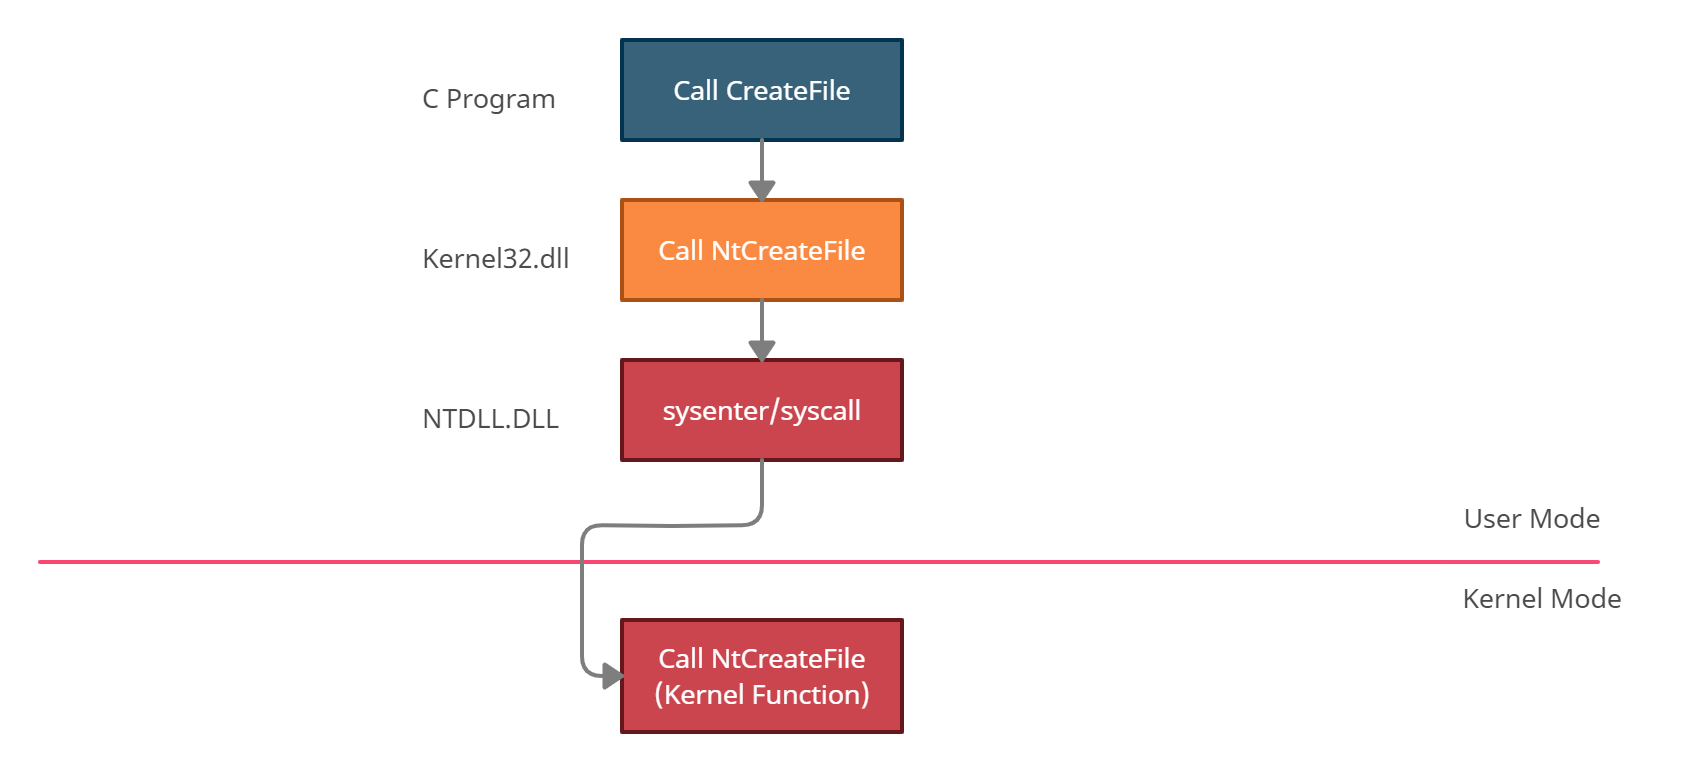 C Program
Call CreateFile
Kernel32.dll
Call NtCreateFile
NTDLL.DLL
sysenter/syscall
User Mode
Kernel Mode
Call NtCreateFile
(Kernel Function)